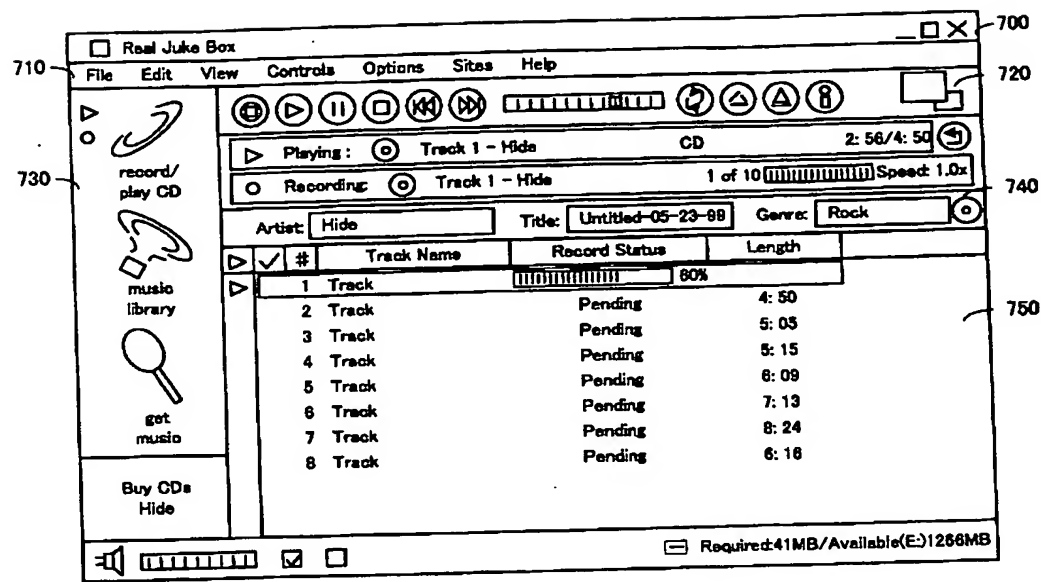 700
Real Juke Box
710
File Edit View Controls Options Sites Help
720
Playing: Track 1 - Hide CD 2: 56/4: 50
730
record/
play CD
Recording: Track 1 - Hide 1 of 10 Speed: 1.0x
740
Artist: Hide Title: Untitled-05-23-99 Genre: Rock
# Track Name Record Status Length
1 Track 60%
music
library
2 Track Pending 4: 50
3 Track Pending 5: 05
750
4 Track Pending 5: 15
5 Track Pending 6: 09
6 Track Pending 7: 13
get
music
7 Track Pending 8: 24
8 Track Pending 6: 16
Buy CDs
Hide
Required:41MB/Available(E:)1266MB